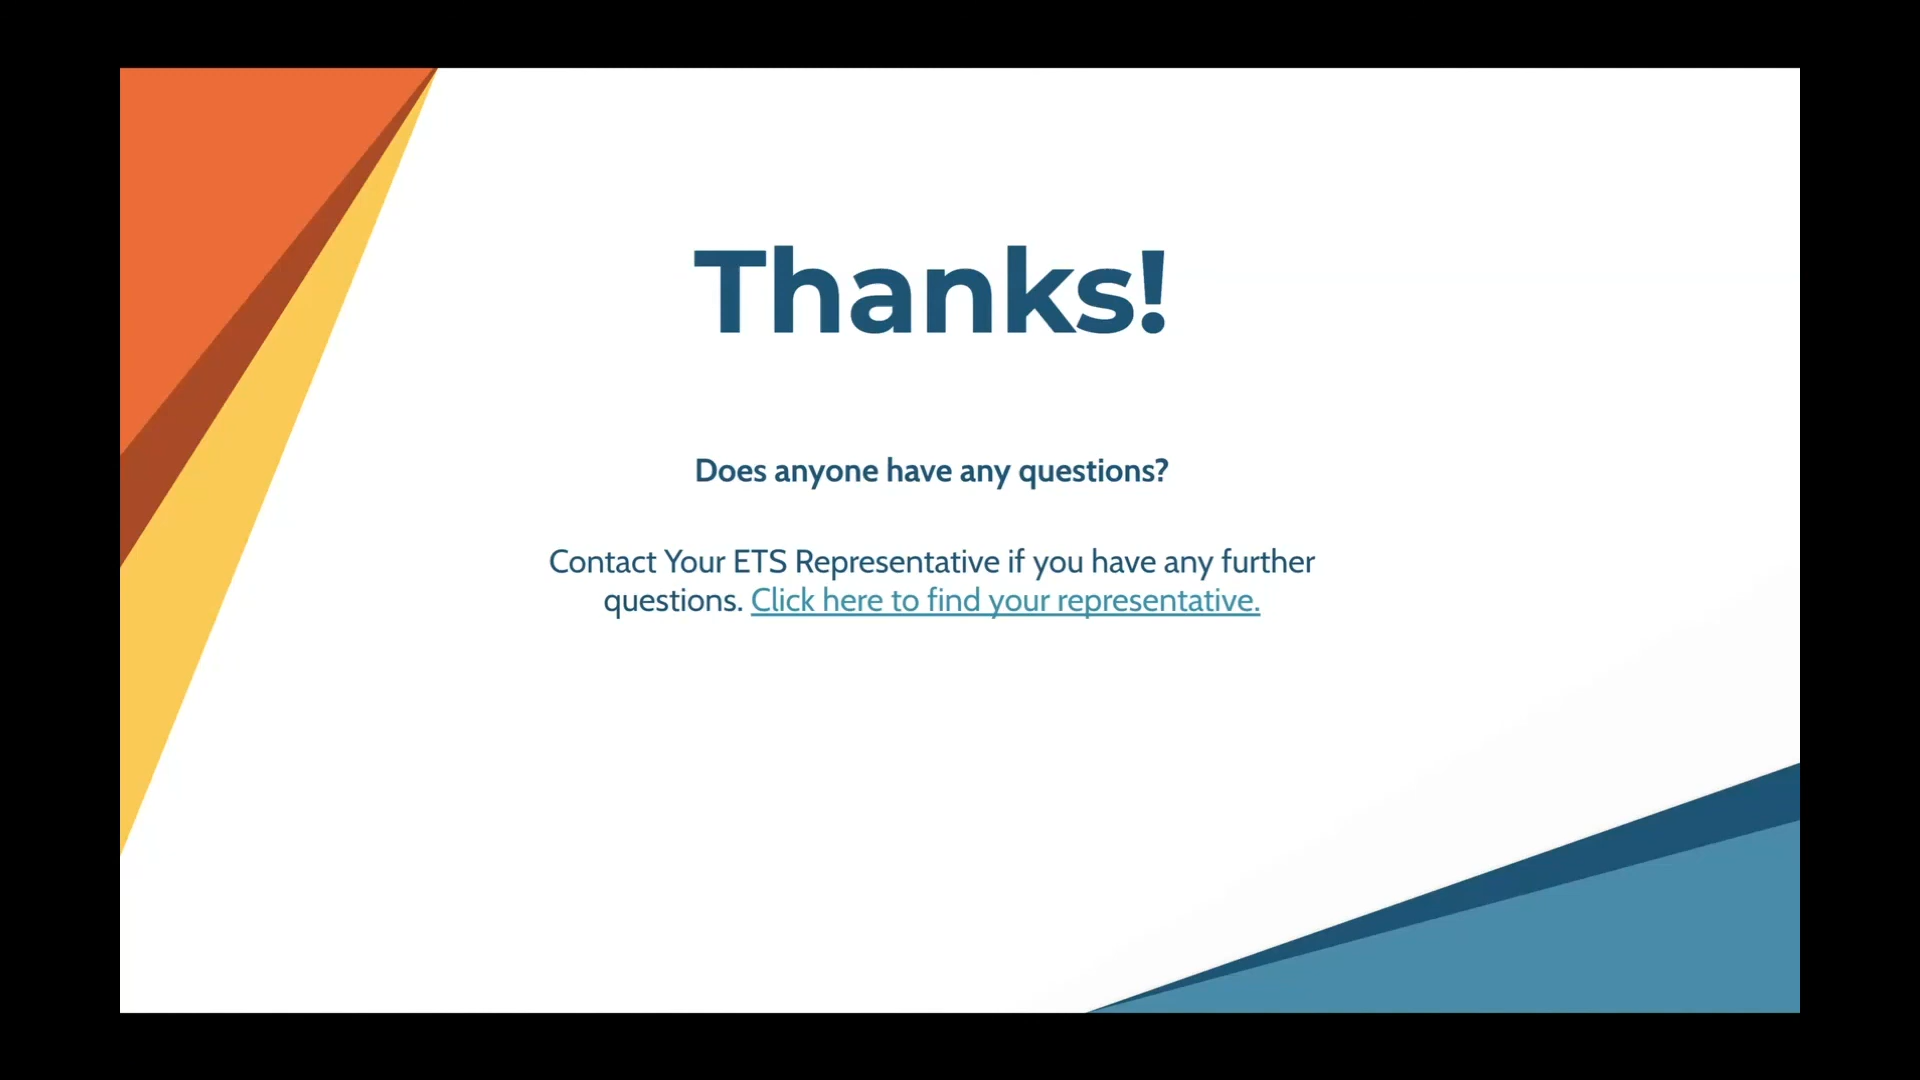 Thanks!
Does anyone have any questions?
Contact Your ETS Representative if you have any further
questions. Click here to find your representative.